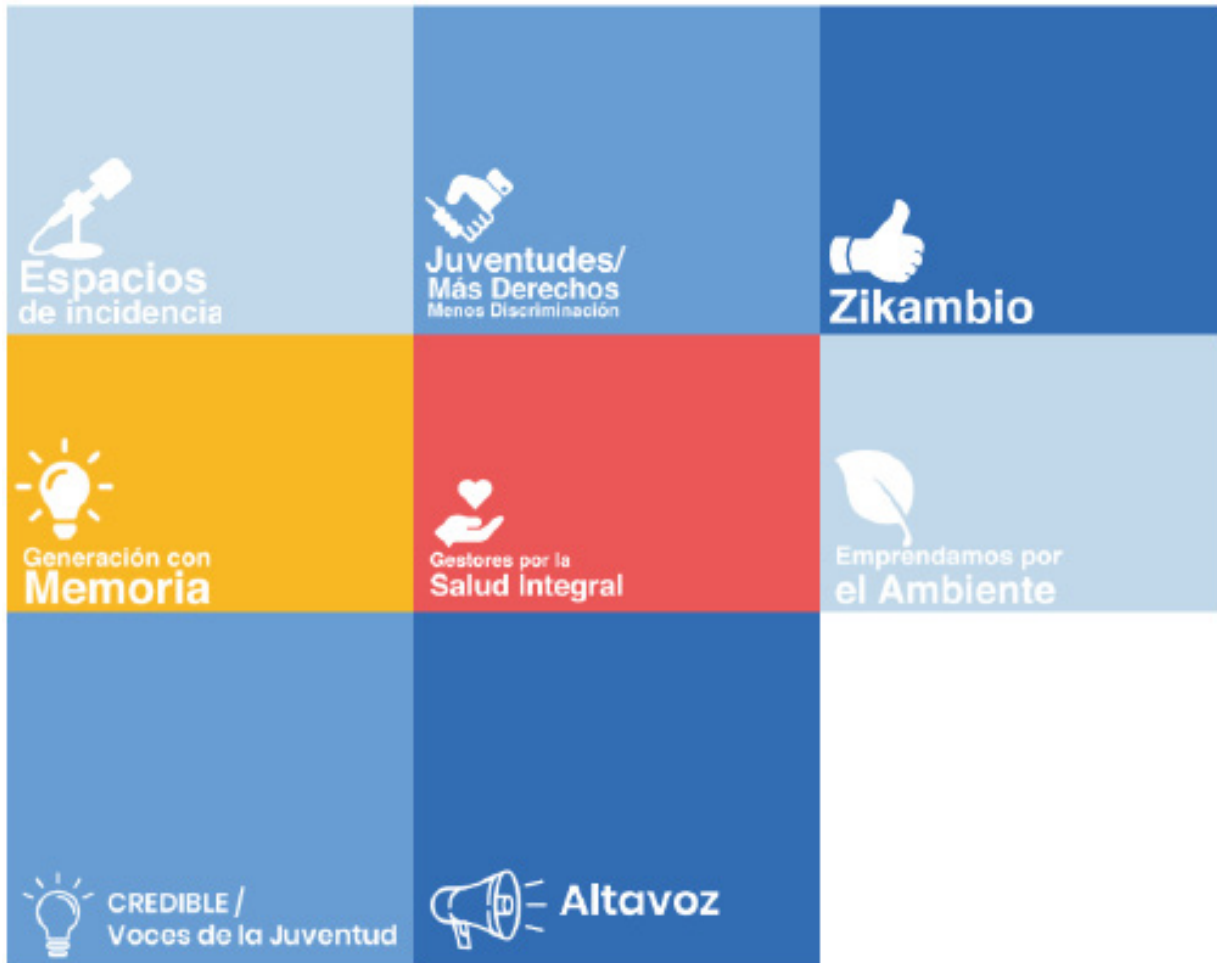 Espacios
de incidencia
Juventudes/
Más Derechos
Menos Discriminación
Zikambio
Generación con
Memoria
Gestores por la
Salud Integral
Emprendamos por
el Ambiente
CREDIBLE /
Voces de la Juventud
Altavoz